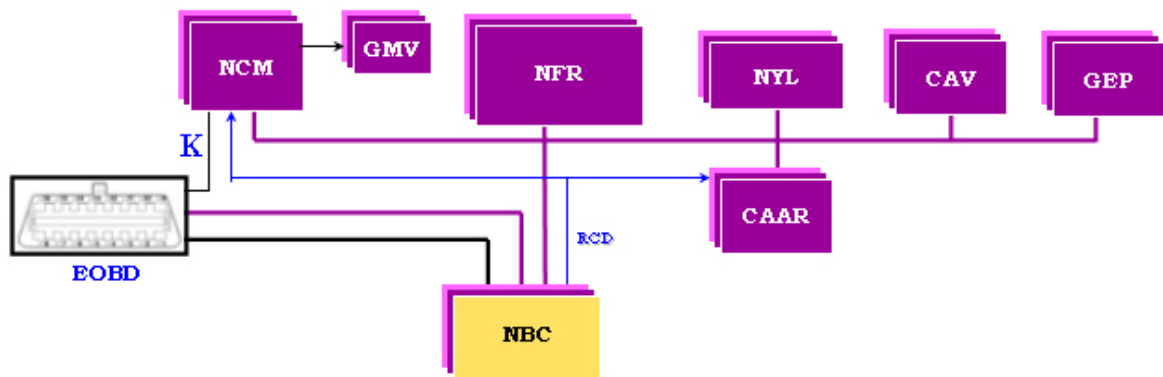 NCM
GMV
NFR
NYL
CAV
GEP
K
CAAR
RCD
EOBD
NBC